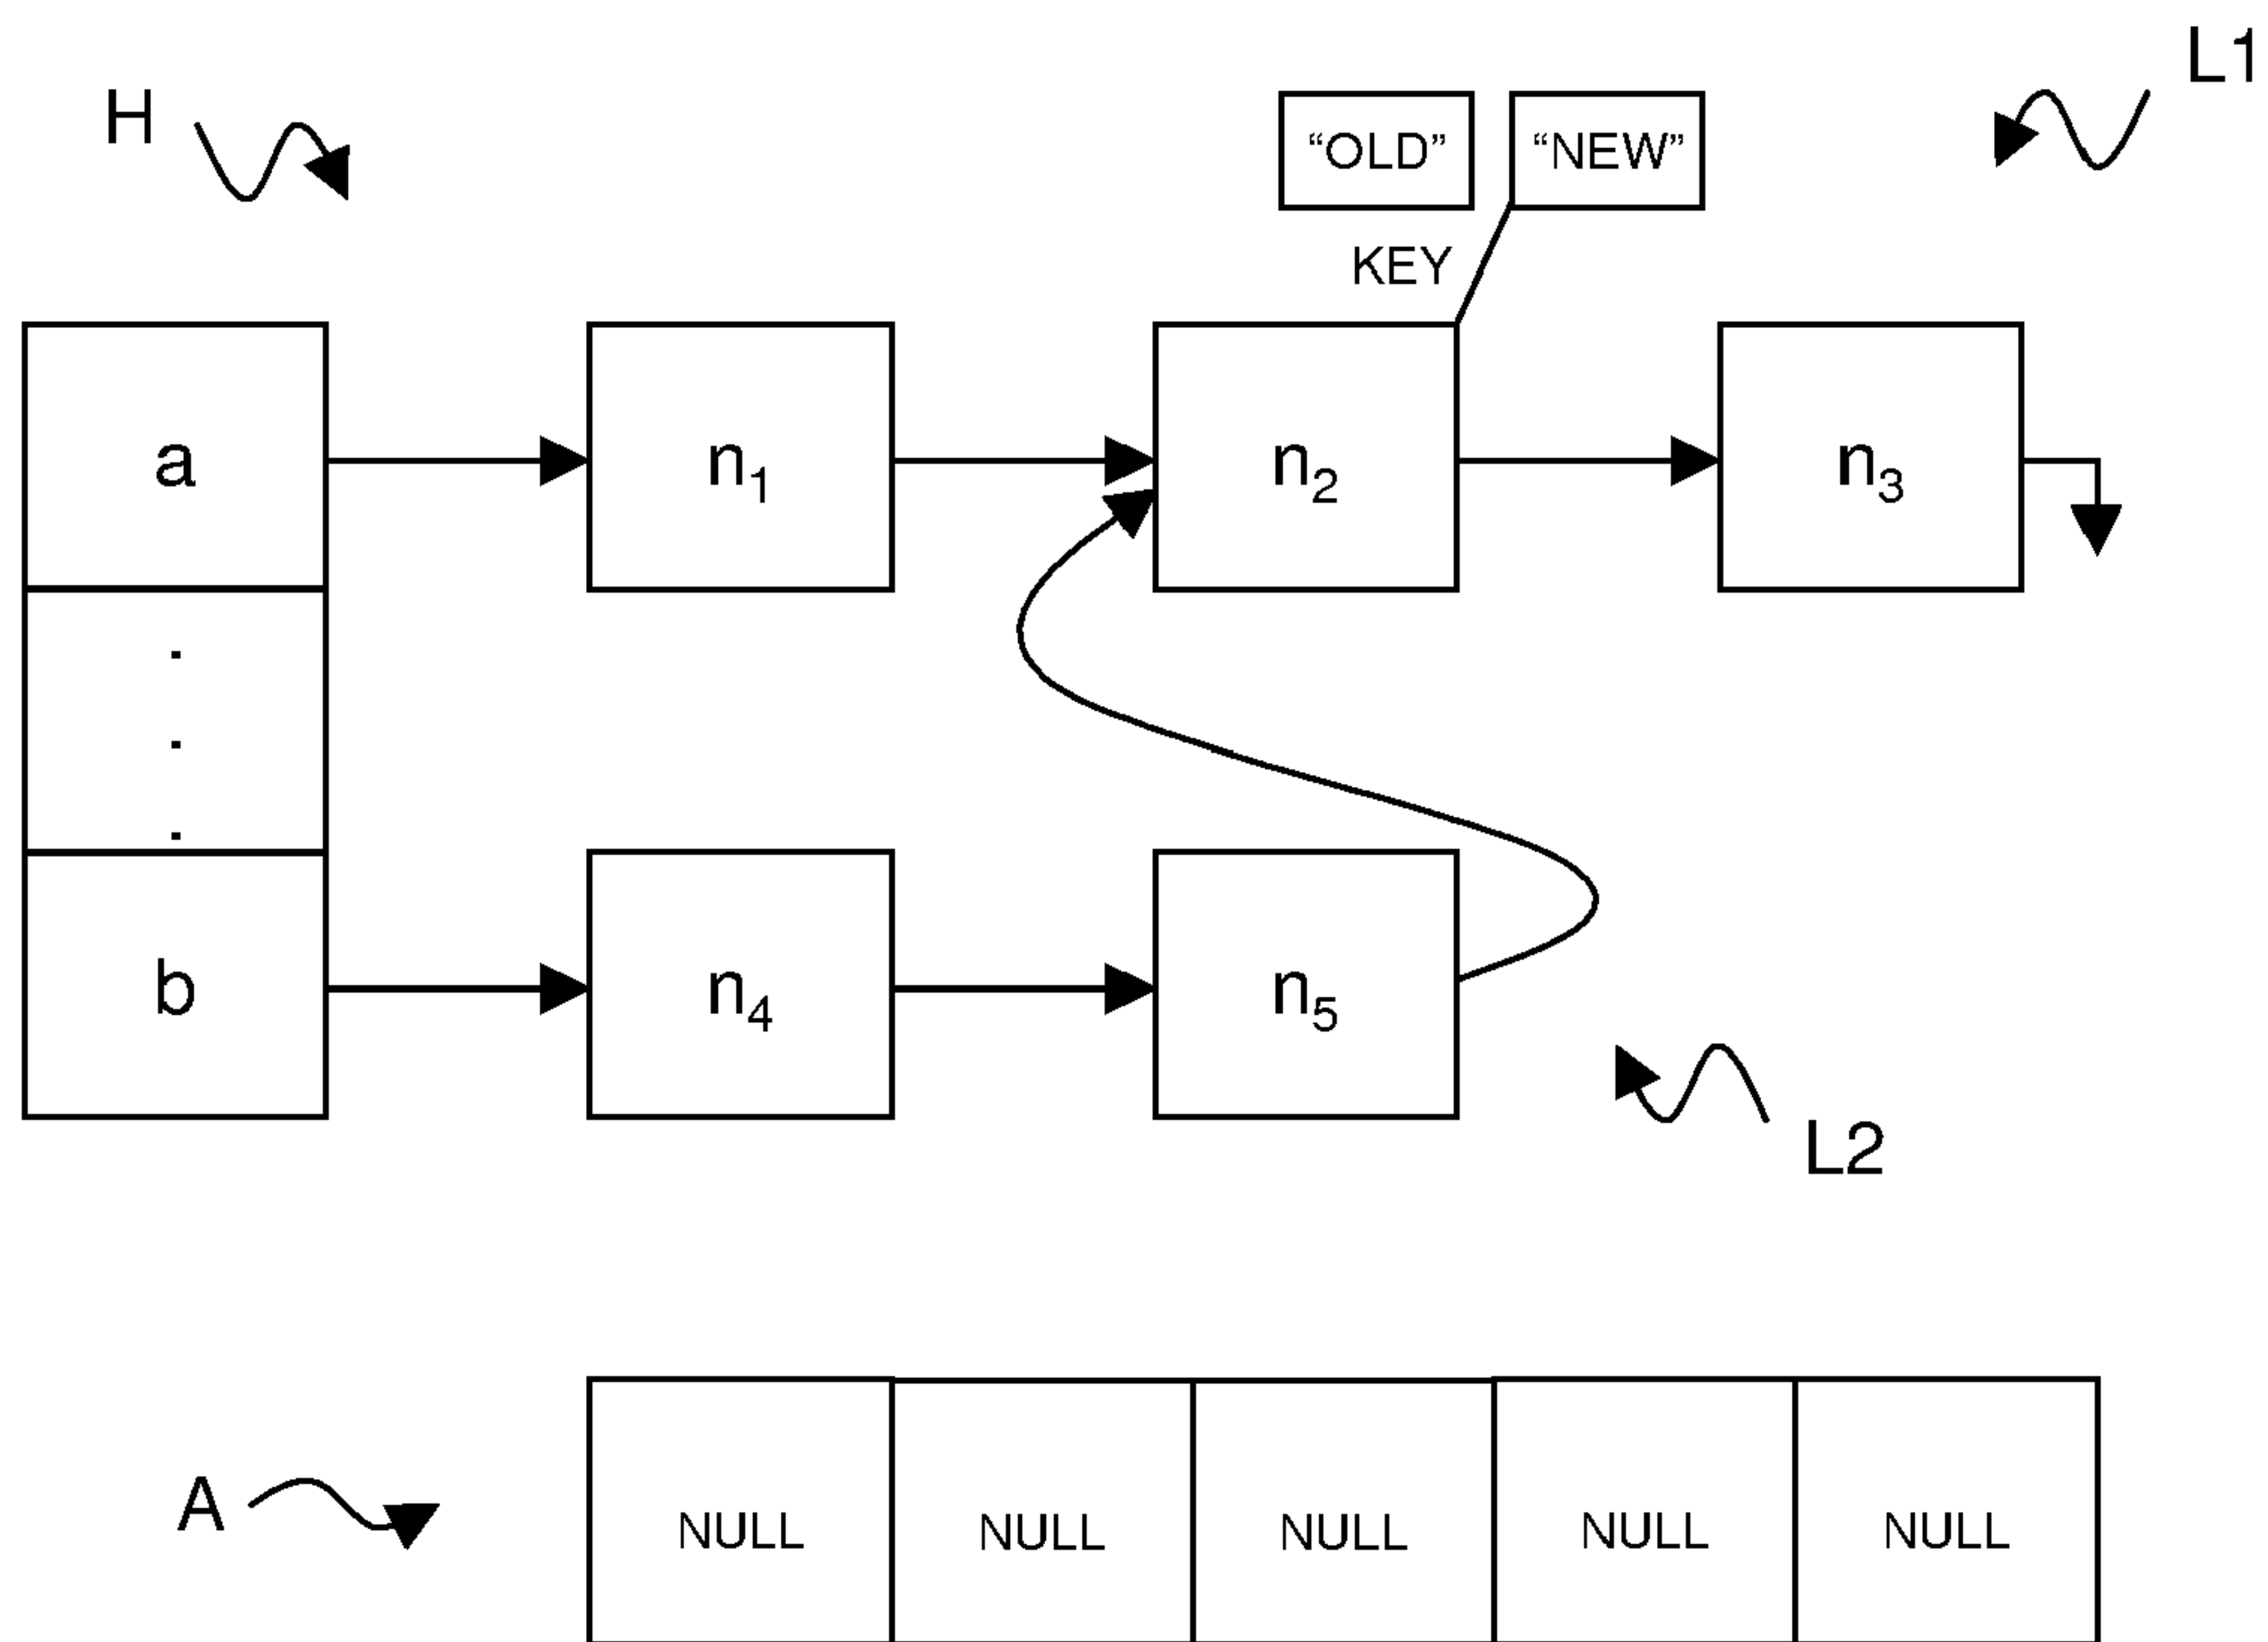 L1
H
“OLD” “NEW”
KEY
a n₁ n₂ n₃
.
.
.
b n₄ n₅
L2
A NULL NULL NULL NULL NULL